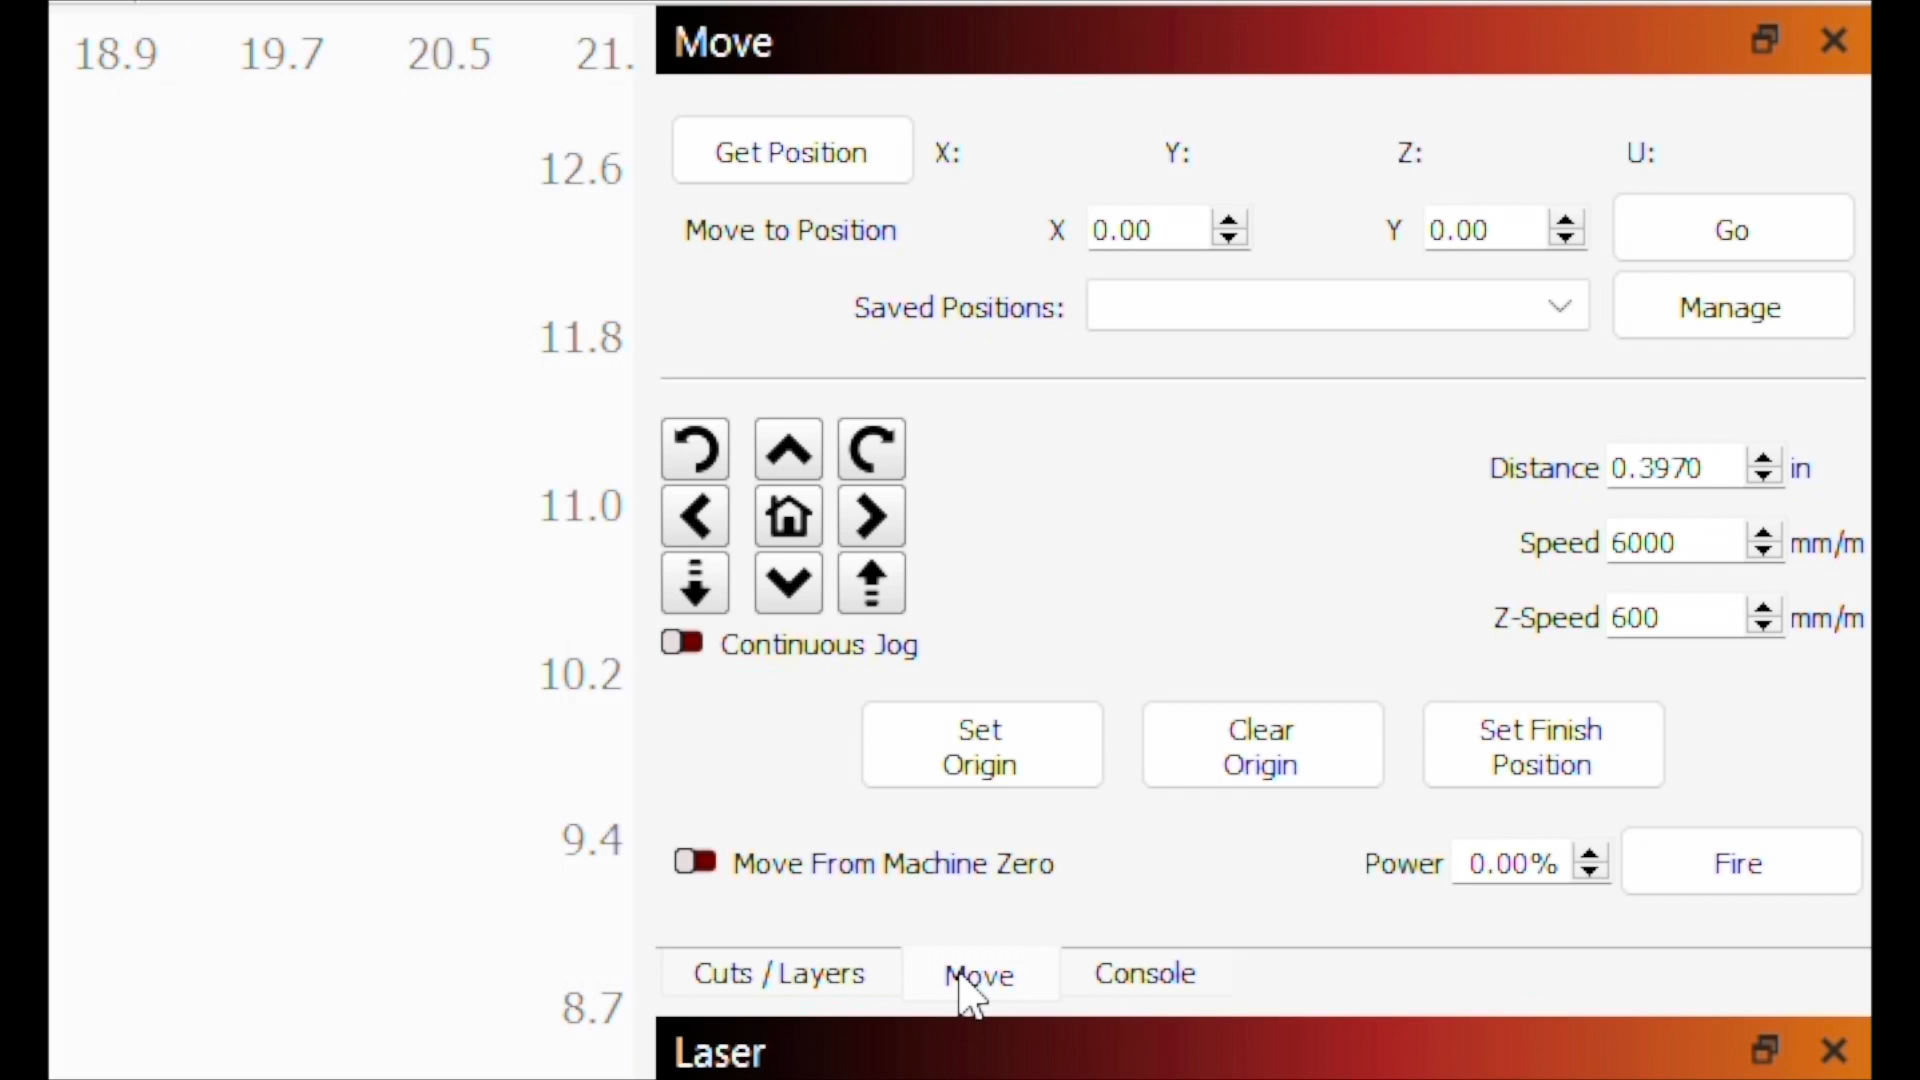 18.9 19.7 20.5 21.
12.6
11.8
11.0
10.2
9.4
8.7
Move
Get Position X: Y: Z: U:
Move to Position X 0.00 Y 0.00 Go
Saved Positions: Manage
Distance 0.3970 in
Speed 6000 mm/m
Z-Speed 600 mm/m
Continuous Jog
Set Origin
Clear Origin
Set Finish Position
Move From Machine Zero Power 0.00% Fire
Cuts / Layers Move Console
Laser